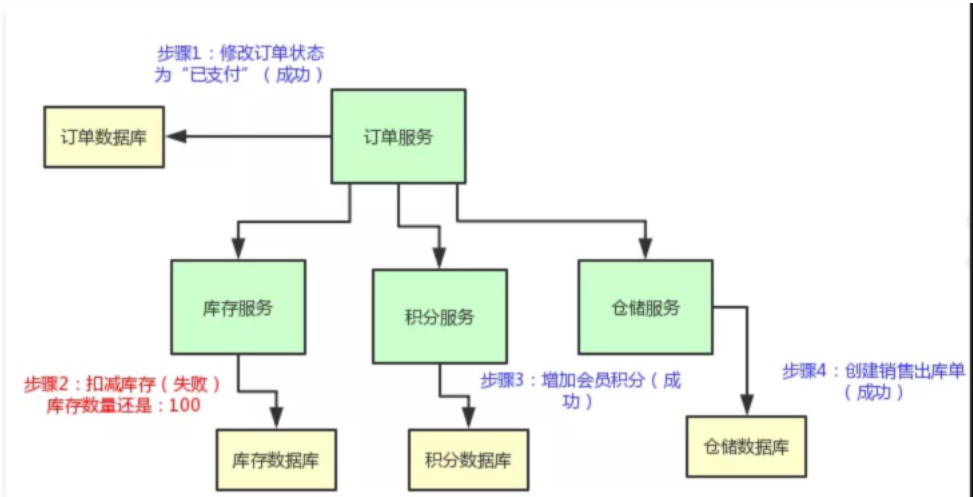 步骤1：修改订单状态
为“已支付”（成功）
订单数据库
订单服务
库存服务
积分服务
仓储服务
步骤2：扣减库存（失败）
库存数量还是：100
步骤3：增加会员积分（成
功）
步骤4：创建销售出库单
（成功）
库存数据库
积分数据库
仓储数据库